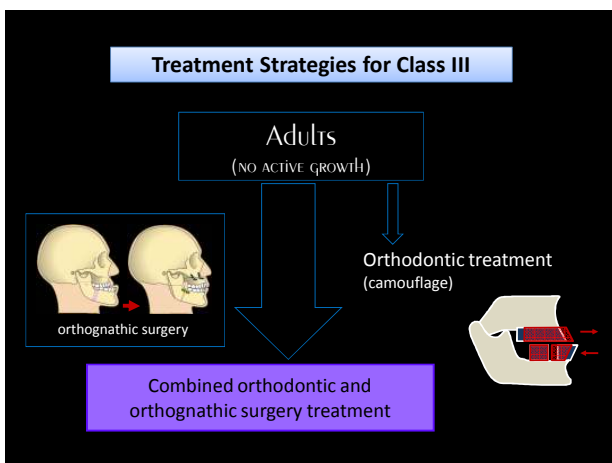 Treatment Strategies for Class III
Adults
(no active growth)
Orthodontic treatment
(camouflage)
orthognathic surgery
Combined orthodontic and
orthognathic surgery treatment